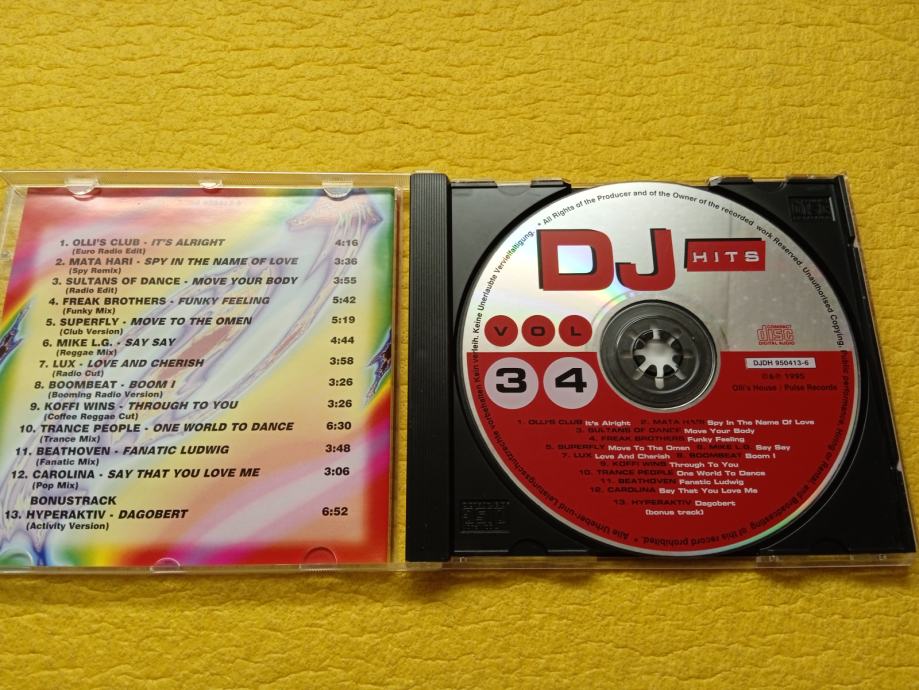 1. OLLI'S CLUB - IT'S ALRIGHT 4:16
(Euro Radio Edit)
2. MATA HARI - SPY IN THE NAME OF LOVE 3:36
(Spy Remix)
3. SULTANS OF DANCE - MOVE YOUR BODY 3:55
(Radio Edit)
4. FREAK BROTHERS - FUNKY FEELING 5:42
(Funky Mix)
5. SUPERFLY - MOVE TO THE OMEN 5:19
(Club Version)
6. MIKE L.G. - SAY SAY 4:44
(Reggae Mix)
7. LUX - LOVE AND CHERISH 3:58
(Radio Cut)
8. BOOMBEAT - BOOM I 3:26
(Booming Radio Version)
9. KOFFI WINS - THROUGH TO YOU 3:26
(Coffee Reggae Cut)
10. TRANCE PEOPLE - ONE WORLD TO DANCE 6:30
(Trance Mix)
11. BEATHOVEN - FANATIC LUDWIG 3:48
(Fanatic Mix)
12. CAROLINA - SAY THAT YOU LOVE ME 3:06
(Pop Mix)
BONUSTRACK
13. HYPERAKTIV - DAGOBERT 6:52
(Activity Version)
* All Rights of the Producer and of the Owner of the recorded work Reserved. Unauthorised Copying, Public performance, Hiring or Rental and Broadcasting of this record prohibited. * Alle Urheber- und Leistungsschutzrechte vorbehalten Kein verleih. Keine Unerlaubte Vervielfältigung.
DJ HITS
VOL
34
COMPACT
disc
DIGITAL AUDIO
DJDH 950413-6
©&℗ 1995
Olli's House / Pulse Records
1. OLLI'S CLUB It's Alright 2. MATA HARI Spy In The Name Of Love
3. SULTANS OF DANCE Move Your Body
4. FREAK BROTHERS Funky Feeling
5. SUPERFLY Move To The Omen 6. MIKE L.G. Say Say
7. LUX Love and Cherish 8. BOOMBEAT Boom I
9. KOFFI WINS Through To You
10. TRANCE PEOPLE One World To Dance
11. BEATHOVEN Fanatic Ludwig
12. CAROLINA Say That You Love Me
13. HYPERAKTIV Dagobert
(bonus track)